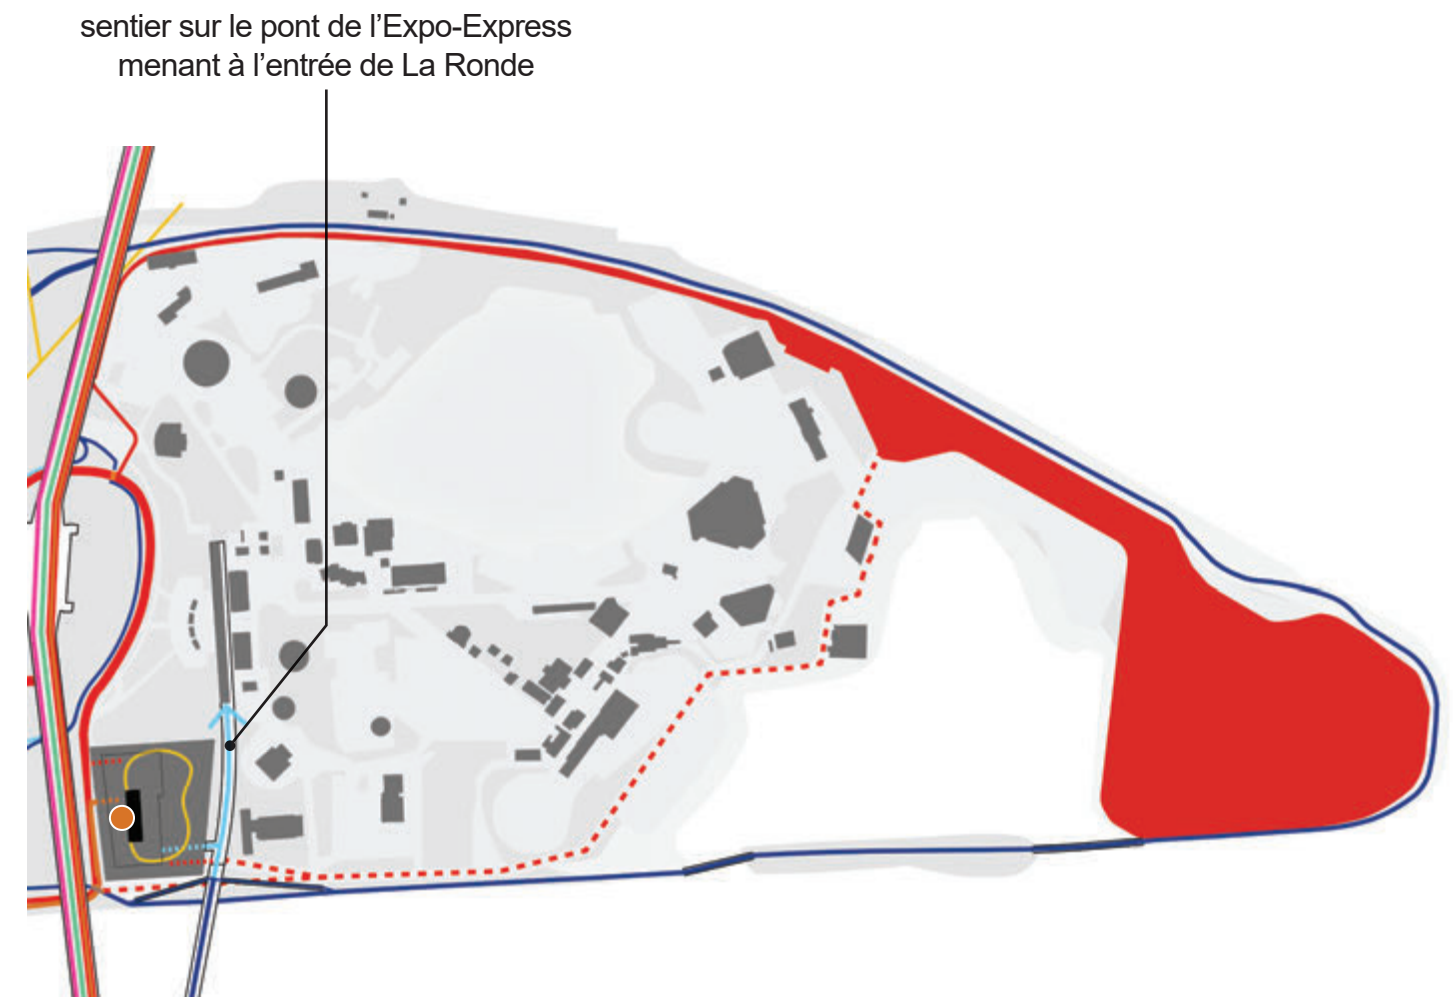 sentier sur le pont de l’Expo-Express
menant à l’entrée de La Ronde